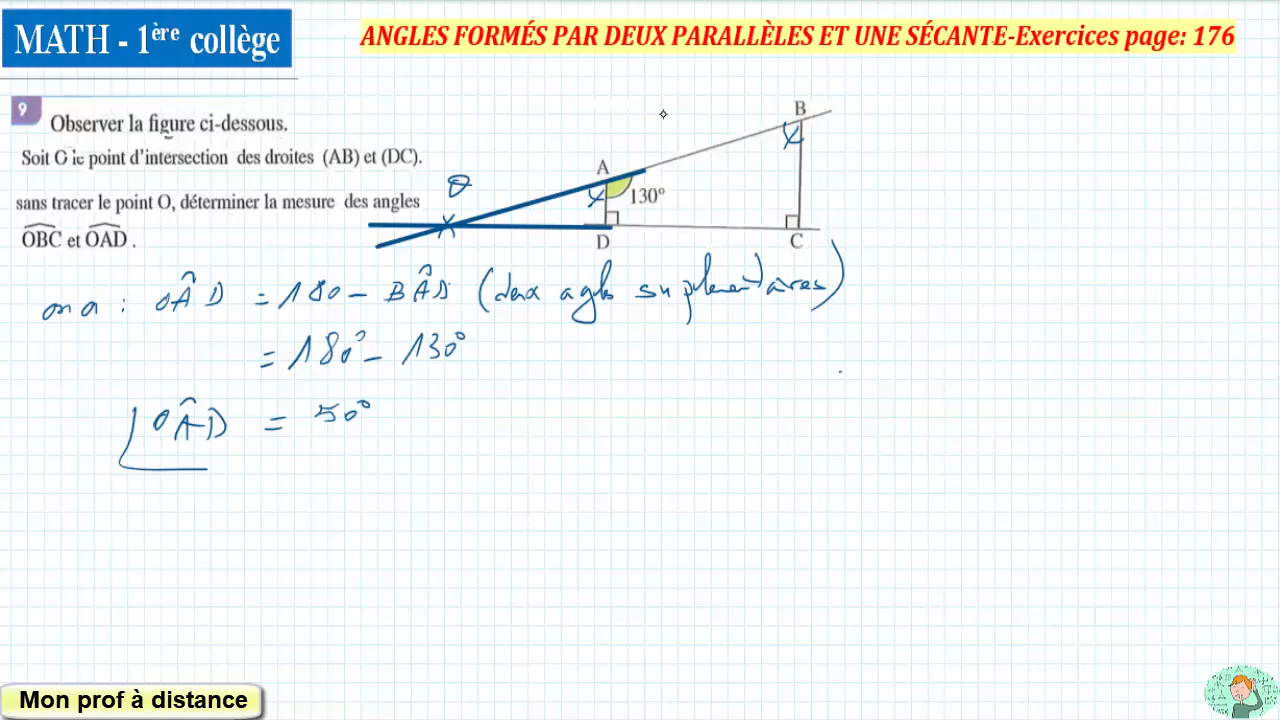 MATH - 1ère collège
ANGLES FORMÉS PAR DEUX PARALLÈLES ET UNE SÉCANTE-Exercices page: 176
9
Observer la figure ci-dessous.
Soit O le point d'intersection des droites (AB) et (DC).
sans tracer le point O, déterminer la mesure des angles
OBC et OAD .
B
A
130°
D
C
on a : OÂD = 180 - BÂD (deux agls suplementaires)
= 180° - 130°
OÂD = 50°
Mon prof à distance